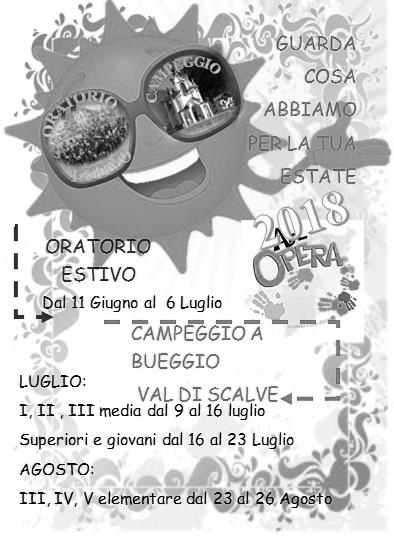 ORATORIO
CAMPEGGIO
GUARDA
COSA
ABBIAMO
PER LA TUA
ESTATE
2018
ALL'
OPERA
ORATORIO
ESTIVO
Dal 11 Giugno al 6 Luglio
CAMPEGGIO A
BUEGGIO
VAL DI SCALVE
LUGLIO:
I, II , III media dal 9 al 16 luglio
Superiori e giovani dal 16 al 23 Luglio
AGOSTO:
III, IV, V elementare dal 23 al 26 Agosto